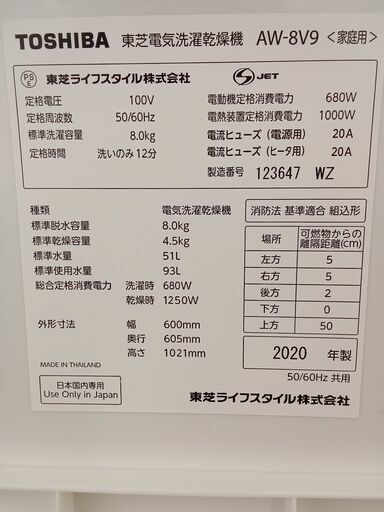 TOSHIBA 東芝電気洗濯乾燥機 AW-8V9 <家庭用>
PS E 東芝ライフスタイル株式会社
定格電圧 100V
定格周波数 50/60Hz
標準洗濯容量 8.0kg
定格時間 洗いのみ12分
S JET
電動機定格消費電力 680W
電熱装置定格消費電力 1000W
電流ヒューズ(電源用) 20A
電流ヒューズ(ヒータ用) 20A
製造番号 123647 WZ
種類 電気洗濯乾燥機
標準脱水容量 8.0kg
標準乾燥容量 4.5kg
標準水量 51L
標準使用水量 93L
総合定格消費電力 洗濯時 680W
乾燥時 1250W
外形寸法 幅 600mm
奥行 605mm
高さ 1021mm
MADE IN THAILAND
日本国内専用
Use Only in Japan
消防法 基準適合 組込形
場所 可燃物からの離隔距離(cm)
左方 5
右方 5
後方 2
下方 0
上方 50
2020 年製
50/60Hz 共用
東芝ライフスタイル株式会社